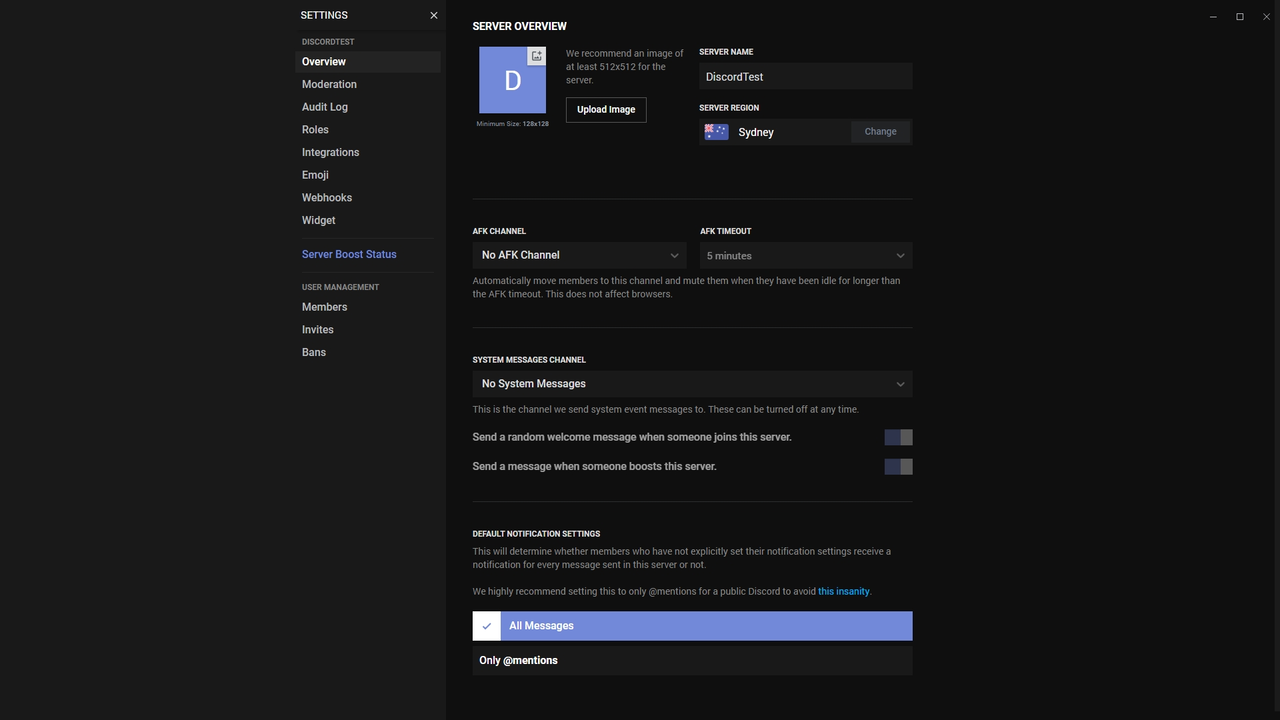 SETTINGS
DISCORDTEST
Overview
Moderation
Audit Log
Roles
Integrations
Emoji
Webhooks
Widget
Server Boost Status
USER MANAGEMENT
Members
Invites
Bans
SERVER OVERVIEW
D
Minimum Size: 128x128
We recommend an image of
at least 512x512 for the
server.
Upload Image
SERVER NAME
DiscordTest
SERVER REGION
Sydney
Change
AFK CHANNEL
No AFK Channel
AFK TIMEOUT
5 minutes
Automatically move members to this channel and mute them when they have been idle for longer than
the AFK timeout. This does not affect browsers.
SYSTEM MESSAGES CHANNEL
No System Messages
This is the channel we send system event messages to. These can be turned off at any time.
Send a random welcome message when someone joins this server.
Send a message when someone boosts this server.
DEFAULT NOTIFICATION SETTINGS
This will determine whether members who have not explicitly set their notification settings receive a
notification for every message sent in this server or not.
We highly recommend setting this to only @mentions for a public Discord to avoid this insanity.
All Messages
Only @mentions